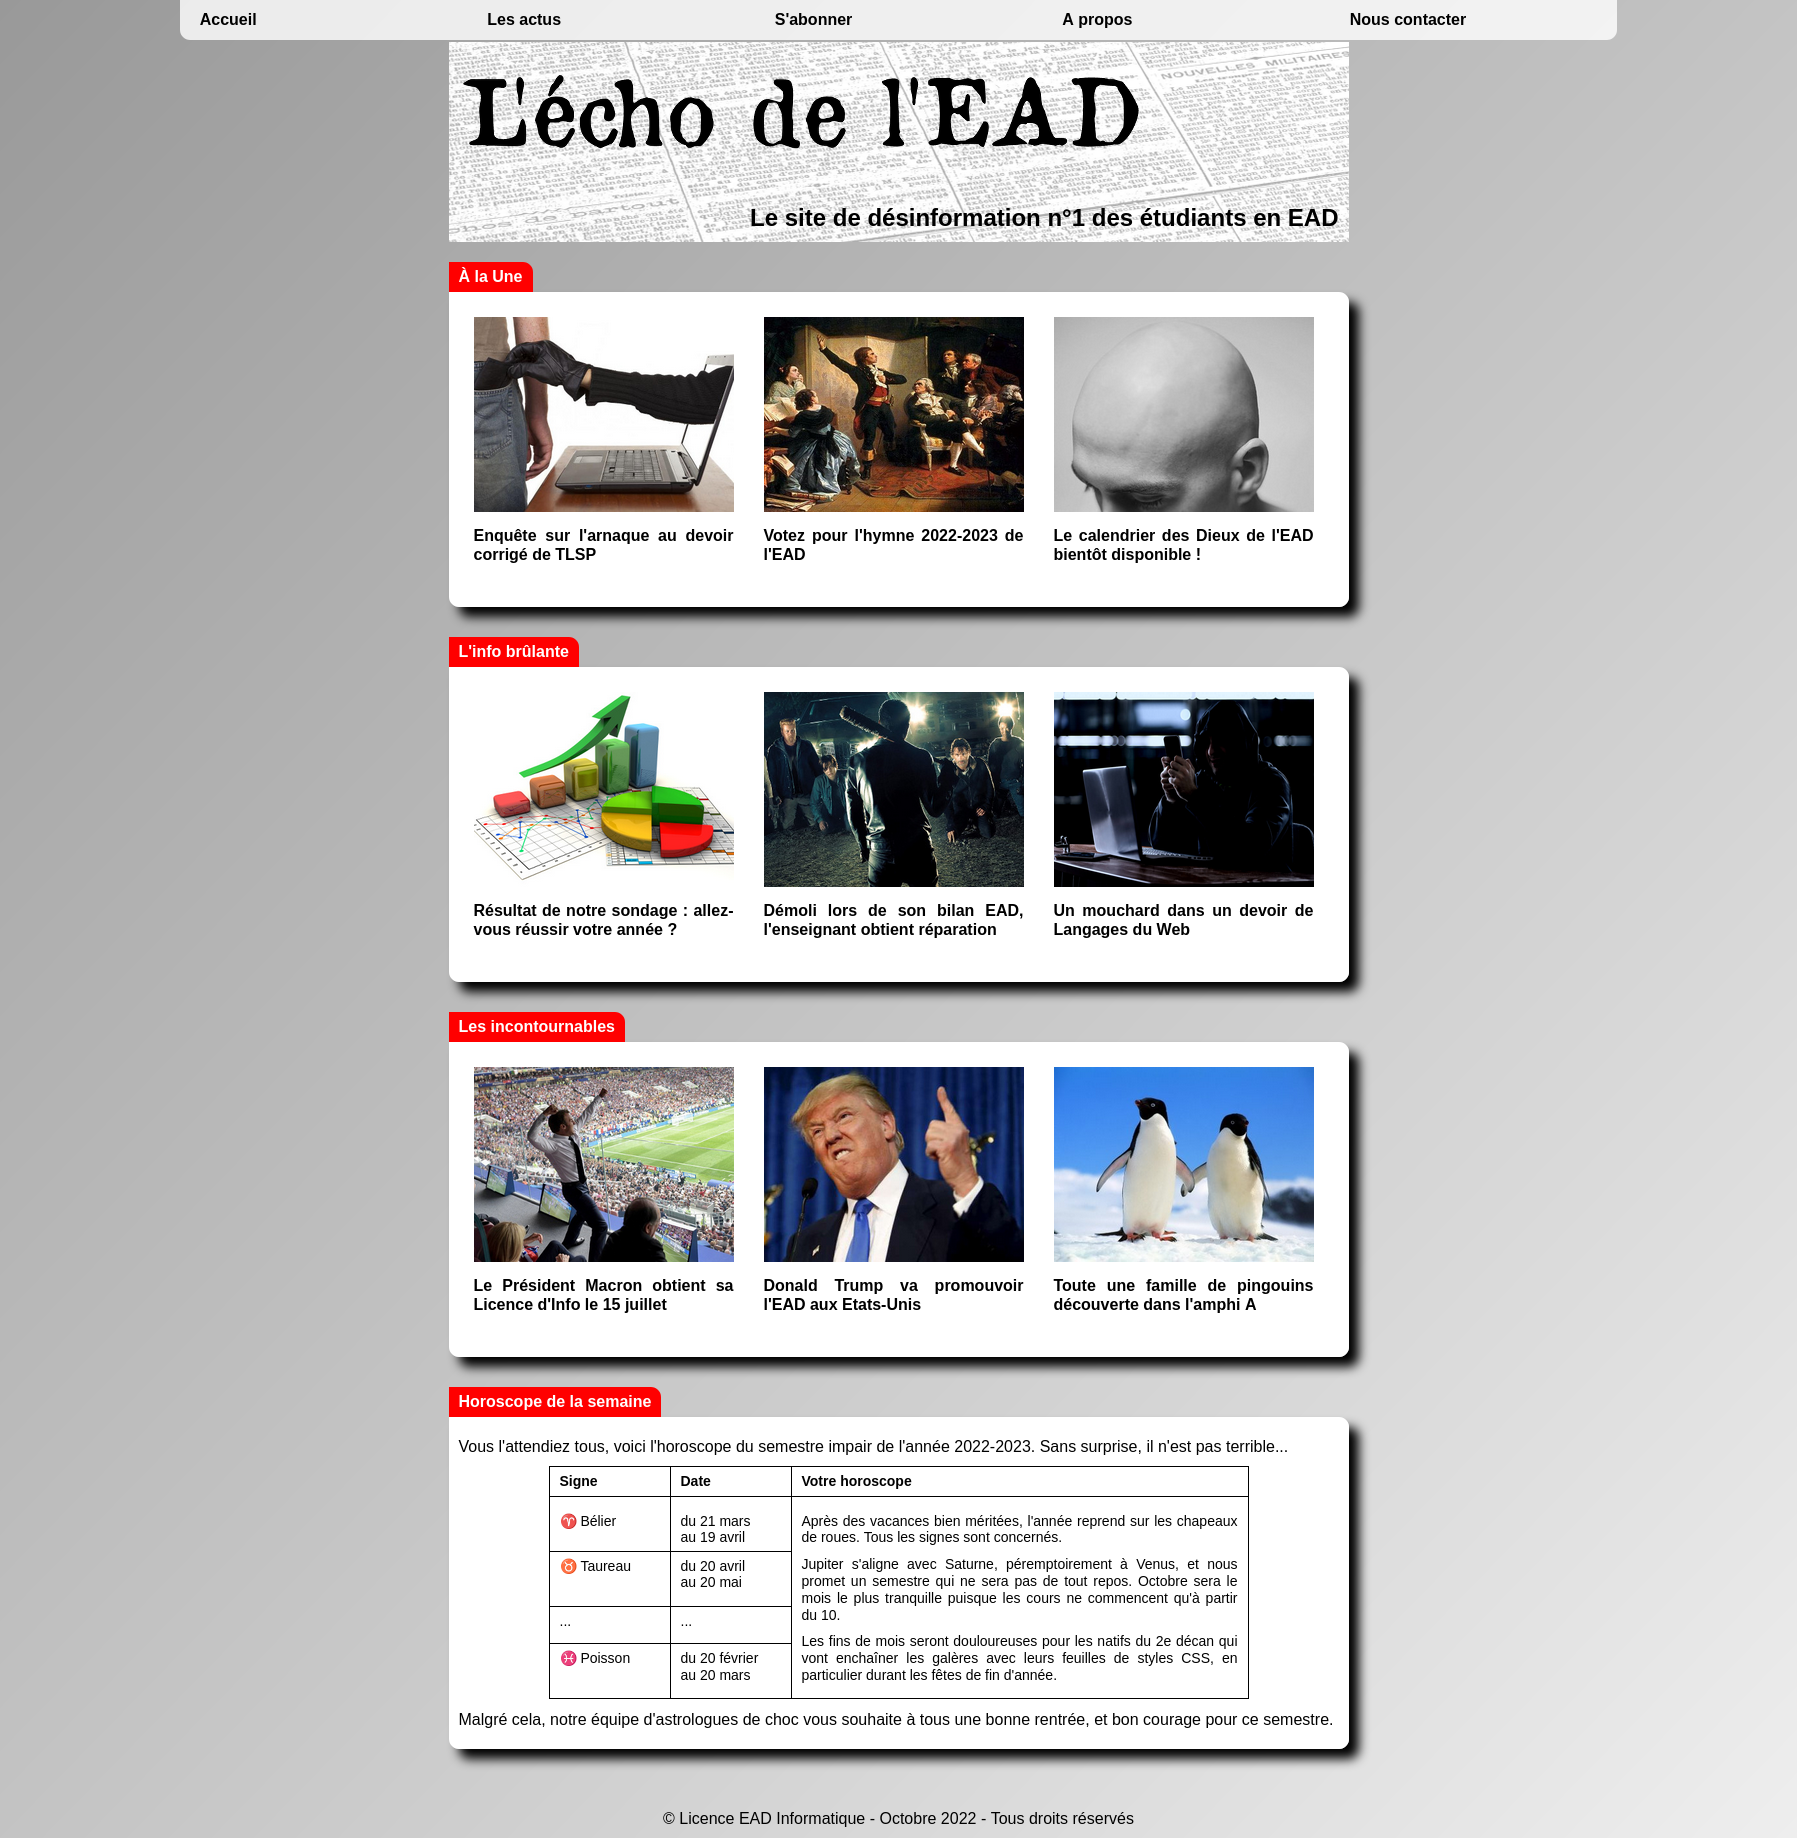 Accueil
Les actus
S'abonner
A propos
Nous contacter
NOUVELLES MILITAIRES
L'écho de l'EAD
Le site de désinformation n°1 des étudiants en EAD
À la Une
Enquête sur l'arnaque au devoir
corrigé de TLSP
Votez pour l'hymne 2022-2023 de
l'EAD
Le calendrier des Dieux de l'EAD
bientôt disponible !
L'info brûlante
Résultat de notre sondage : allez-
vous réussir votre année ?
Démoli lors de son bilan EAD,
l'enseignant obtient réparation
Un mouchard dans un devoir de
Langages du Web
Les incontournables
Le Président Macron obtient sa
Licence d'Info le 15 juillet
Donald Trump va promouvoir
l'EAD aux Etats-Unis
Toute une famille de pingouins
découverte dans l'amphi A
Horoscope de la semaine
Vous l'attendiez tous, voici l'horoscope du semestre impair de l'année 2022-2023. Sans surprise, il n'est pas terrible...
Signe
Date
Votre horoscope
♈ Bélier
du 21 mars
au 19 avril
♉ Taureau
du 20 avril
au 20 mai
...
...
♓ Poisson
du 20 février
au 20 mars
Après des vacances bien méritées, l'année reprend sur les chapeaux
de roues. Tous les signes sont concernés.
Jupiter s'aligne avec Saturne, péremptoirement à Venus, et nous
promet un semestre qui ne sera pas de tout repos. Octobre sera le
mois le plus tranquille puisque les cours ne commencent qu'à partir
du 10.
Les fins de mois seront douloureuses pour les natifs du 2e décan qui
vont enchaîner les galères avec leurs feuilles de styles CSS, en
particulier durant les fêtes de fin d'année.
Malgré cela, notre équipe d'astrologues de choc vous souhaite à tous une bonne rentrée, et bon courage pour ce semestre.
© Licence EAD Informatique - Octobre 2022 - Tous droits réservés